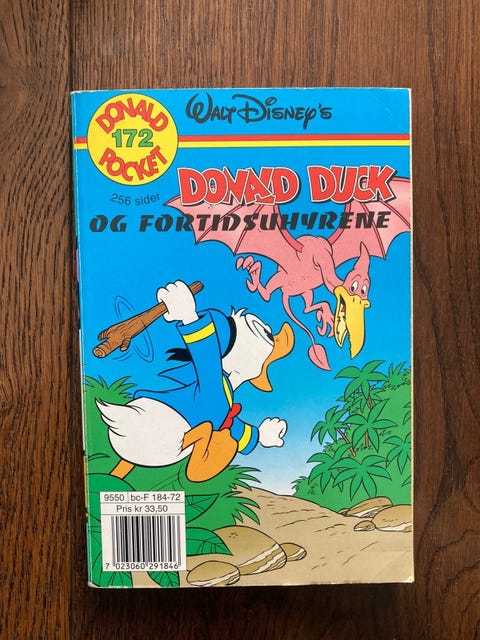 DONALD
172
POCKET
WALT DISNEY'S
256 sider
DONALD DUCK
OG FORTIDSUHYRENE
9550 bc-F 184-72
Pris kr 33,50
7 023060 291846